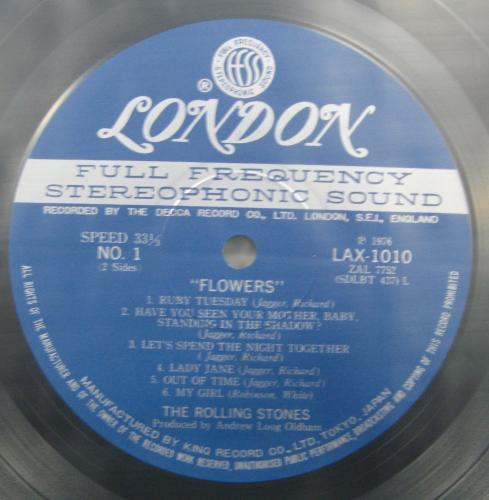 FULL FREQUENCY
STEREOPHONIC SOUND
ffss
®
LONDON
FULL FREQUENCY
STEREOPHONIC SOUND
RECORDED BY THE DECCA RECORD CO., LTD. LONDON, S.E.I., ENGLAND
SPEED 33⅓
NO. 1
(2 Sides)
℗ 1976
LAX-1010
ZAL 7752
(SDLBT 437) L
"FLOWERS"
1. RUBY TUESDAY (Jagger, Richard)
2. HAVE YOU SEEN YOUR MOTHER, BABY,
STANDING IN THE SHADOW?
(Jagger, Richard)
3. LET'S SPEND THE NIGHT TOGETHER
(Jagger, Richard)
4. LADY JANE (Jagger, Richard)
5. OUT OF TIME (Jagger, Richard)
6. MY GIRL (Robinson, White)
THE ROLLING STONES
Produced by Andrew Loog Oldham
MANUFACTURED BY KING RECORD CO., LTD. TOKYO, JAPAN
ALL RIGHTS OF THE MANUFACTURER AND OF THE OWNER OF THE RECORDED WORK RESERVED, UNAUTHORISED PUBLIC PERFORMANCE, BROADCASTING AND COPYING OF THIS RECORD PROHIBITED